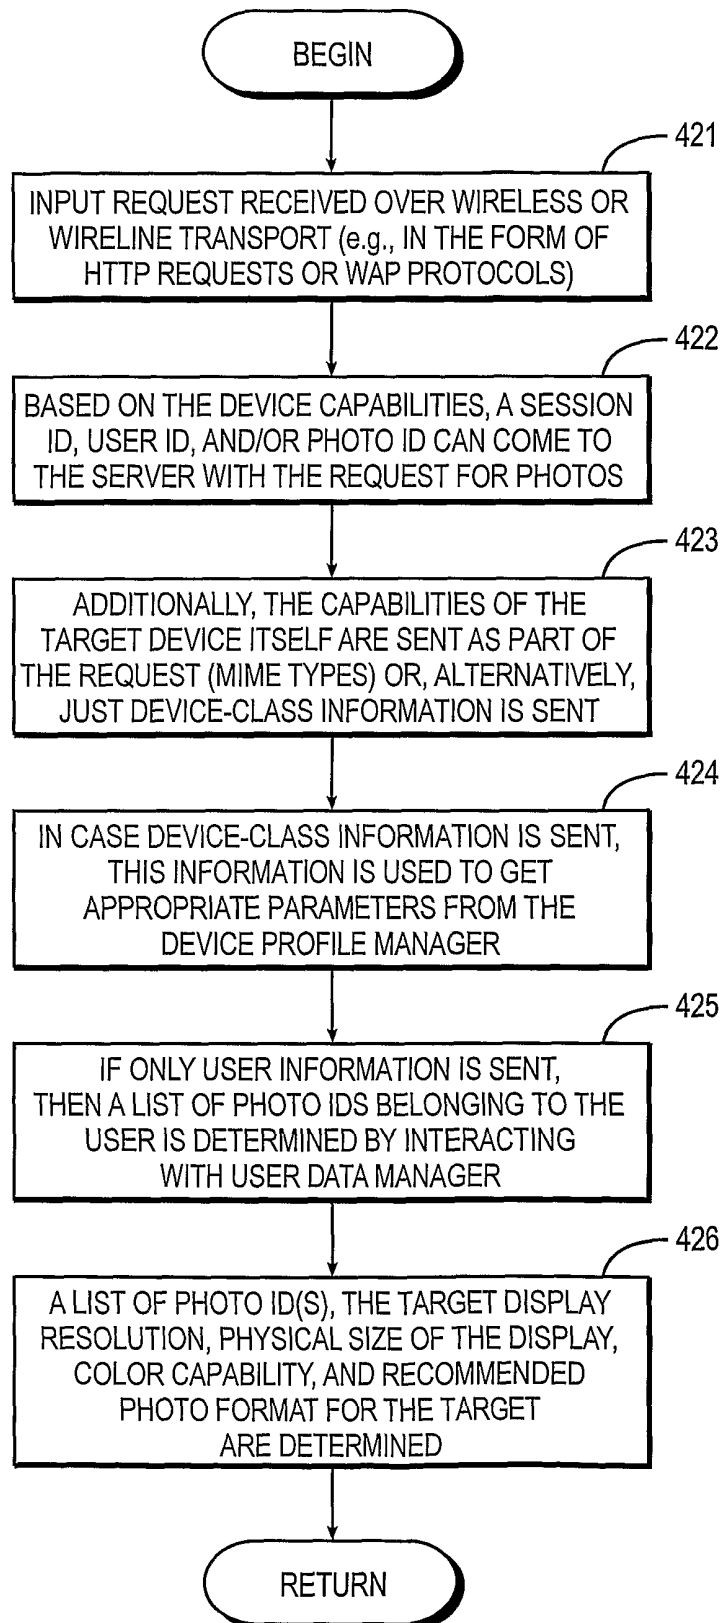 BEGIN
421
INPUT REQUEST RECEIVED OVER WIRELESS OR
WIRELINE TRANSPORT (e.g., IN THE FORM OF
HTTP REQUESTS OR WAP PROTOCOLS)
422
BASED ON THE DEVICE CAPABILITIES, A SESSION
ID, USER ID, AND/OR PHOTO ID CAN COME TO
THE SERVER WITH THE REQUEST FOR PHOTOS
423
ADDITIONALLY, THE CAPABILITIES OF THE
TARGET DEVICE ITSELF ARE SENT AS PART OF
THE REQUEST (MIME TYPES) OR, ALTERNATIVELY,
JUST DEVICE-CLASS INFORMATION IS SENT
424
IN CASE DEVICE-CLASS INFORMATION IS SENT,
THIS INFORMATION IS USED TO GET
APPROPRIATE PARAMETERS FROM THE
DEVICE PROFILE MANAGER
425
IF ONLY USER INFORMATION IS SENT,
THEN A LIST OF PHOTO IDS BELONGING TO THE
USER IS DETERMINED BY INTERACTING
WITH USER DATA MANAGER
426
A LIST OF PHOTO ID(S), THE TARGET DISPLAY
RESOLUTION, PHYSICAL SIZE OF THE DISPLAY,
COLOR CAPABILITY, AND RECOMMENDED
PHOTO FORMAT FOR THE TARGET
ARE DETERMINED
RETURN